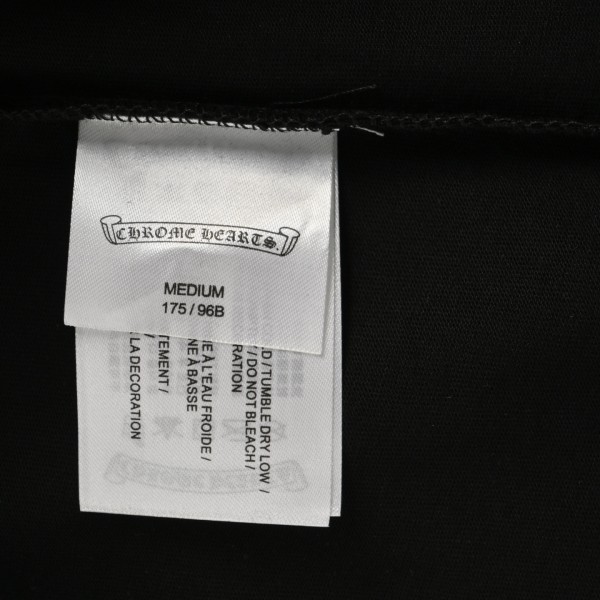 CHROME HEARTS.
MEDIUM
175 / 96B
D / TUMBLE DRY LOW /
/ DO NOT BLEACH /
ORATION
E À L'EAU FROIDE /
NE À BASSE
TEMENT /
LA DECORATION